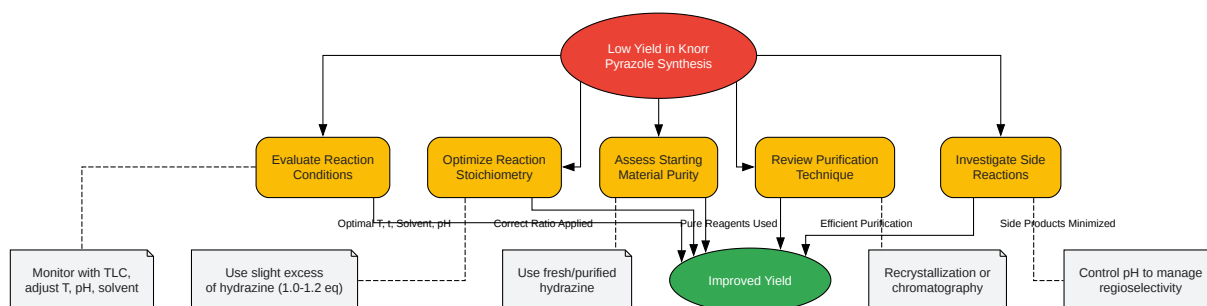 Low Yield in Knorr
Pyrazole Synthesis
Evaluate Reaction
Conditions
Optimize Reaction
Stoichiometry
Assess Starting
Material Purity
Review Purification
Technique
Investigate Side
Reactions
Optimal T, t, Solvent, pH
Correct Ratio Applied
Pure Reagents Used
Efficient Purification
Side Products Minimized
Monitor with TLC,
adjust T, pH, solvent
Use slight excess
of hydrazine (1.0-1.2 eq)
Use fresh/purified
hydrazine
Improved Yield
Recrystallization or
chromatography
Control pH to manage
regioselectivity